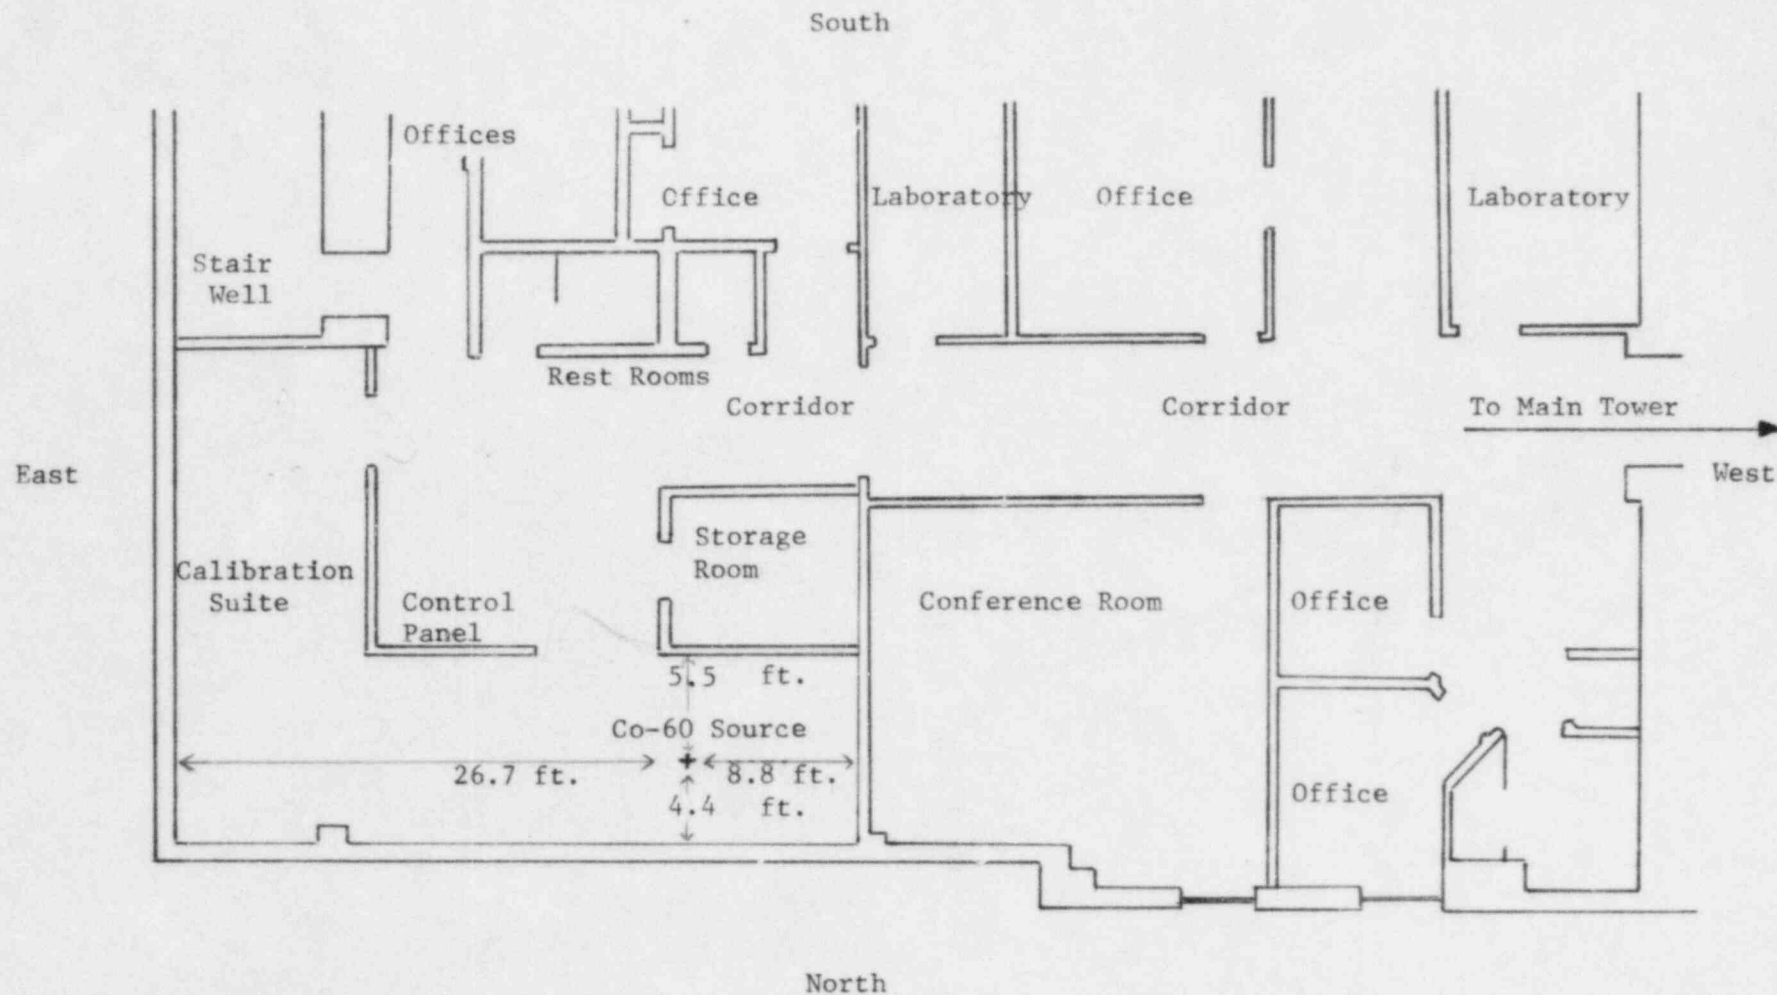 South
Offices
Office
Laboratory
Office
Laboratory
Stair
Well
Rest Rooms
Corridor
Corridor
To Main Tower
East
West
Storage
Room
Calibration
Suite
Control
Panel
Conference Room
Office
5.5 ft.
Co-60 Source
26.7 ft.
8.8 ft.
4.4 ft.
Office
North